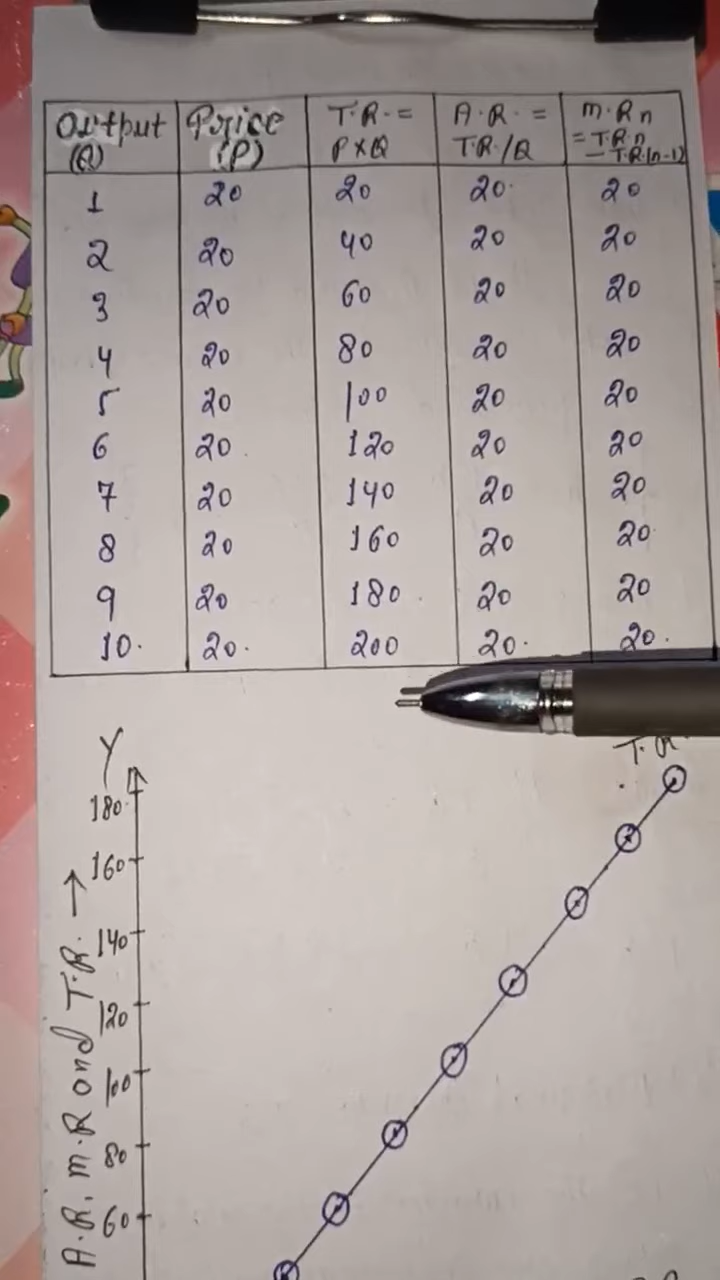 Output (Q) Price (P) T.R. = P×Q A.R. = T.R./Q M.Rn = T.Rn - T.R.(n-1)
1 20 20 20 20
2 20 40 20 20
3 20 60 20 20
4 20 80 20 20
5 20 100 20 20
6 20 120 20 20
7 20 140 20 20
8 20 160 20 20
9 20 180 20 20
10 20 200 20 20
Y
T.R.
180
160
140
120
100
80
60
A.R, M.R and T.R. →